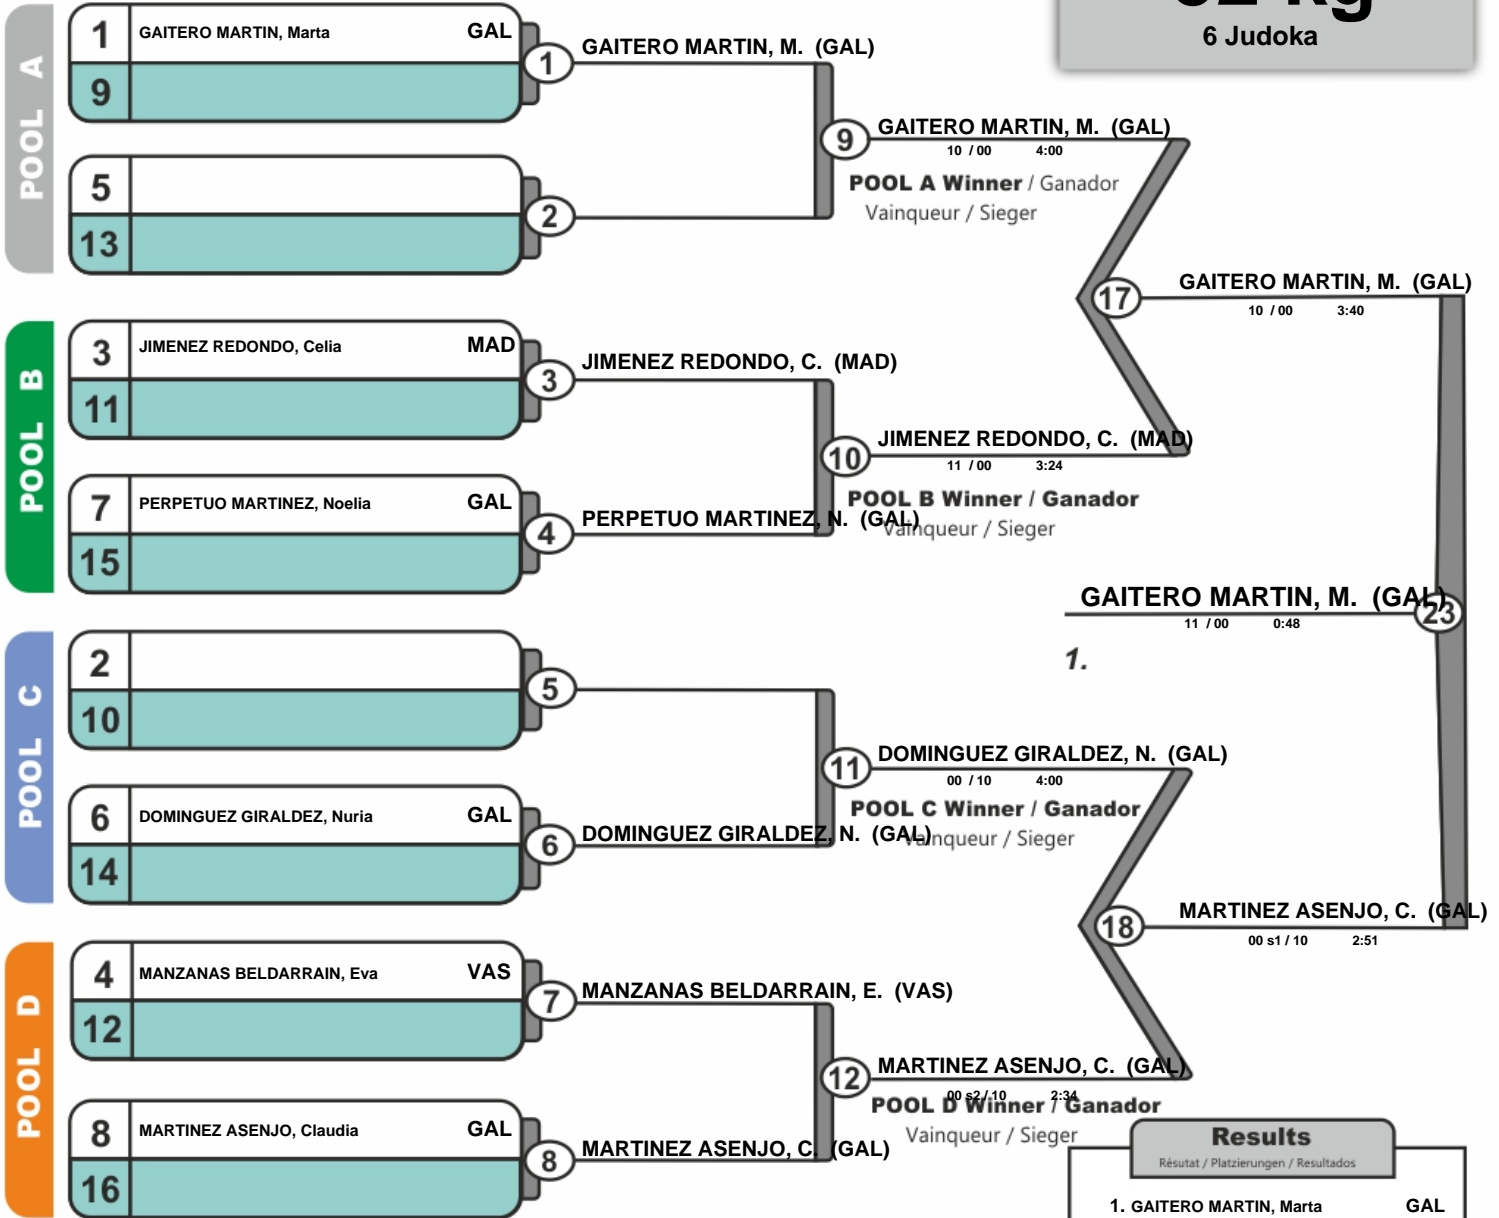 6 Judoka
POOL A
1 GAITERO MARTIN, Marta GAL
9
1
GAITERO MARTIN, M. (GAL)
5
13
2
9
GAITERO MARTIN, M. (GAL)
10 / 00 4:00
POOL A Winner / Ganador
Vainqueur / Sieger
POOL B
3 JIMENEZ REDONDO, Celia MAD
11
3
JIMENEZ REDONDO, C. (MAD)
7 PERPETUO MARTINEZ, Noelia GAL
15
4
PERPETUO MARTINEZ, N. (GAL)
10
JIMENEZ REDONDO, C. (MAD)
11 / 00 3:24
POOL B Winner / Ganador
Vainqueur / Sieger
17
GAITERO MARTIN, M. (GAL)
10 / 00 3:40
GAITERO MARTIN, M. (GAL)
23
11 / 00 0:48
1.
POOL C
2
10
5
6 DOMINGUEZ GIRALDEZ, Nuria GAL
14
6
DOMINGUEZ GIRALDEZ, N. (GAL)
11
DOMINGUEZ GIRALDEZ, N. (GAL)
00 / 10 4:00
POOL C Winner / Ganador
Vainqueur / Sieger
POOL D
4 MANZANAS BELDARRAIN, Eva VAS
12
7
MANZANAS BELDARRAIN, E. (VAS)
8 MARTINEZ ASENJO, Claudia GAL
16
8
MARTINEZ ASENJO, C. (GAL)
12
MARTINEZ ASENJO, C. (GAL)
00 s2 / 10 2:34
POOL D Winner / Ganador
Vainqueur / Sieger
18
MARTINEZ ASENJO, C. (GAL)
00 s1 / 10 2:51
Results
Résutat / Platzierungen / Resultados
1. GAITERO MARTIN, Marta GAL